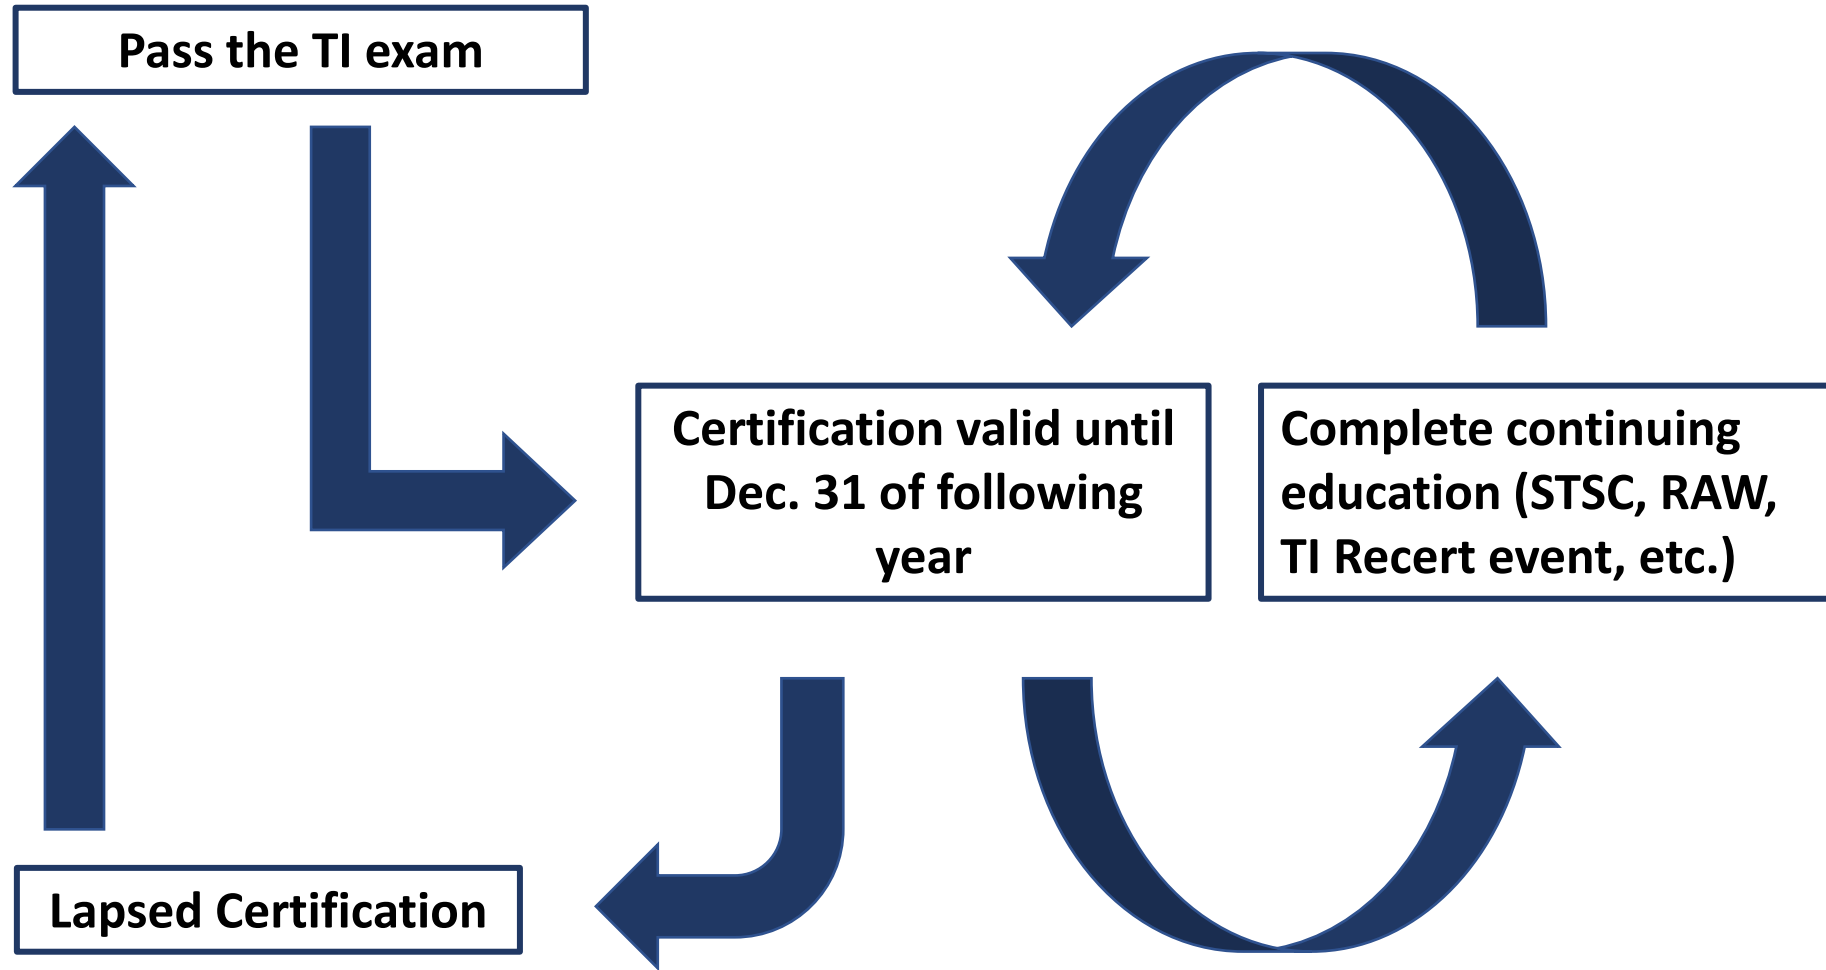 Pass the TI exam
Certification valid until
Dec. 31 of following
year
Complete continuing
education (STSC, RAW,
TI Recert event, etc.)
Lapsed Certification